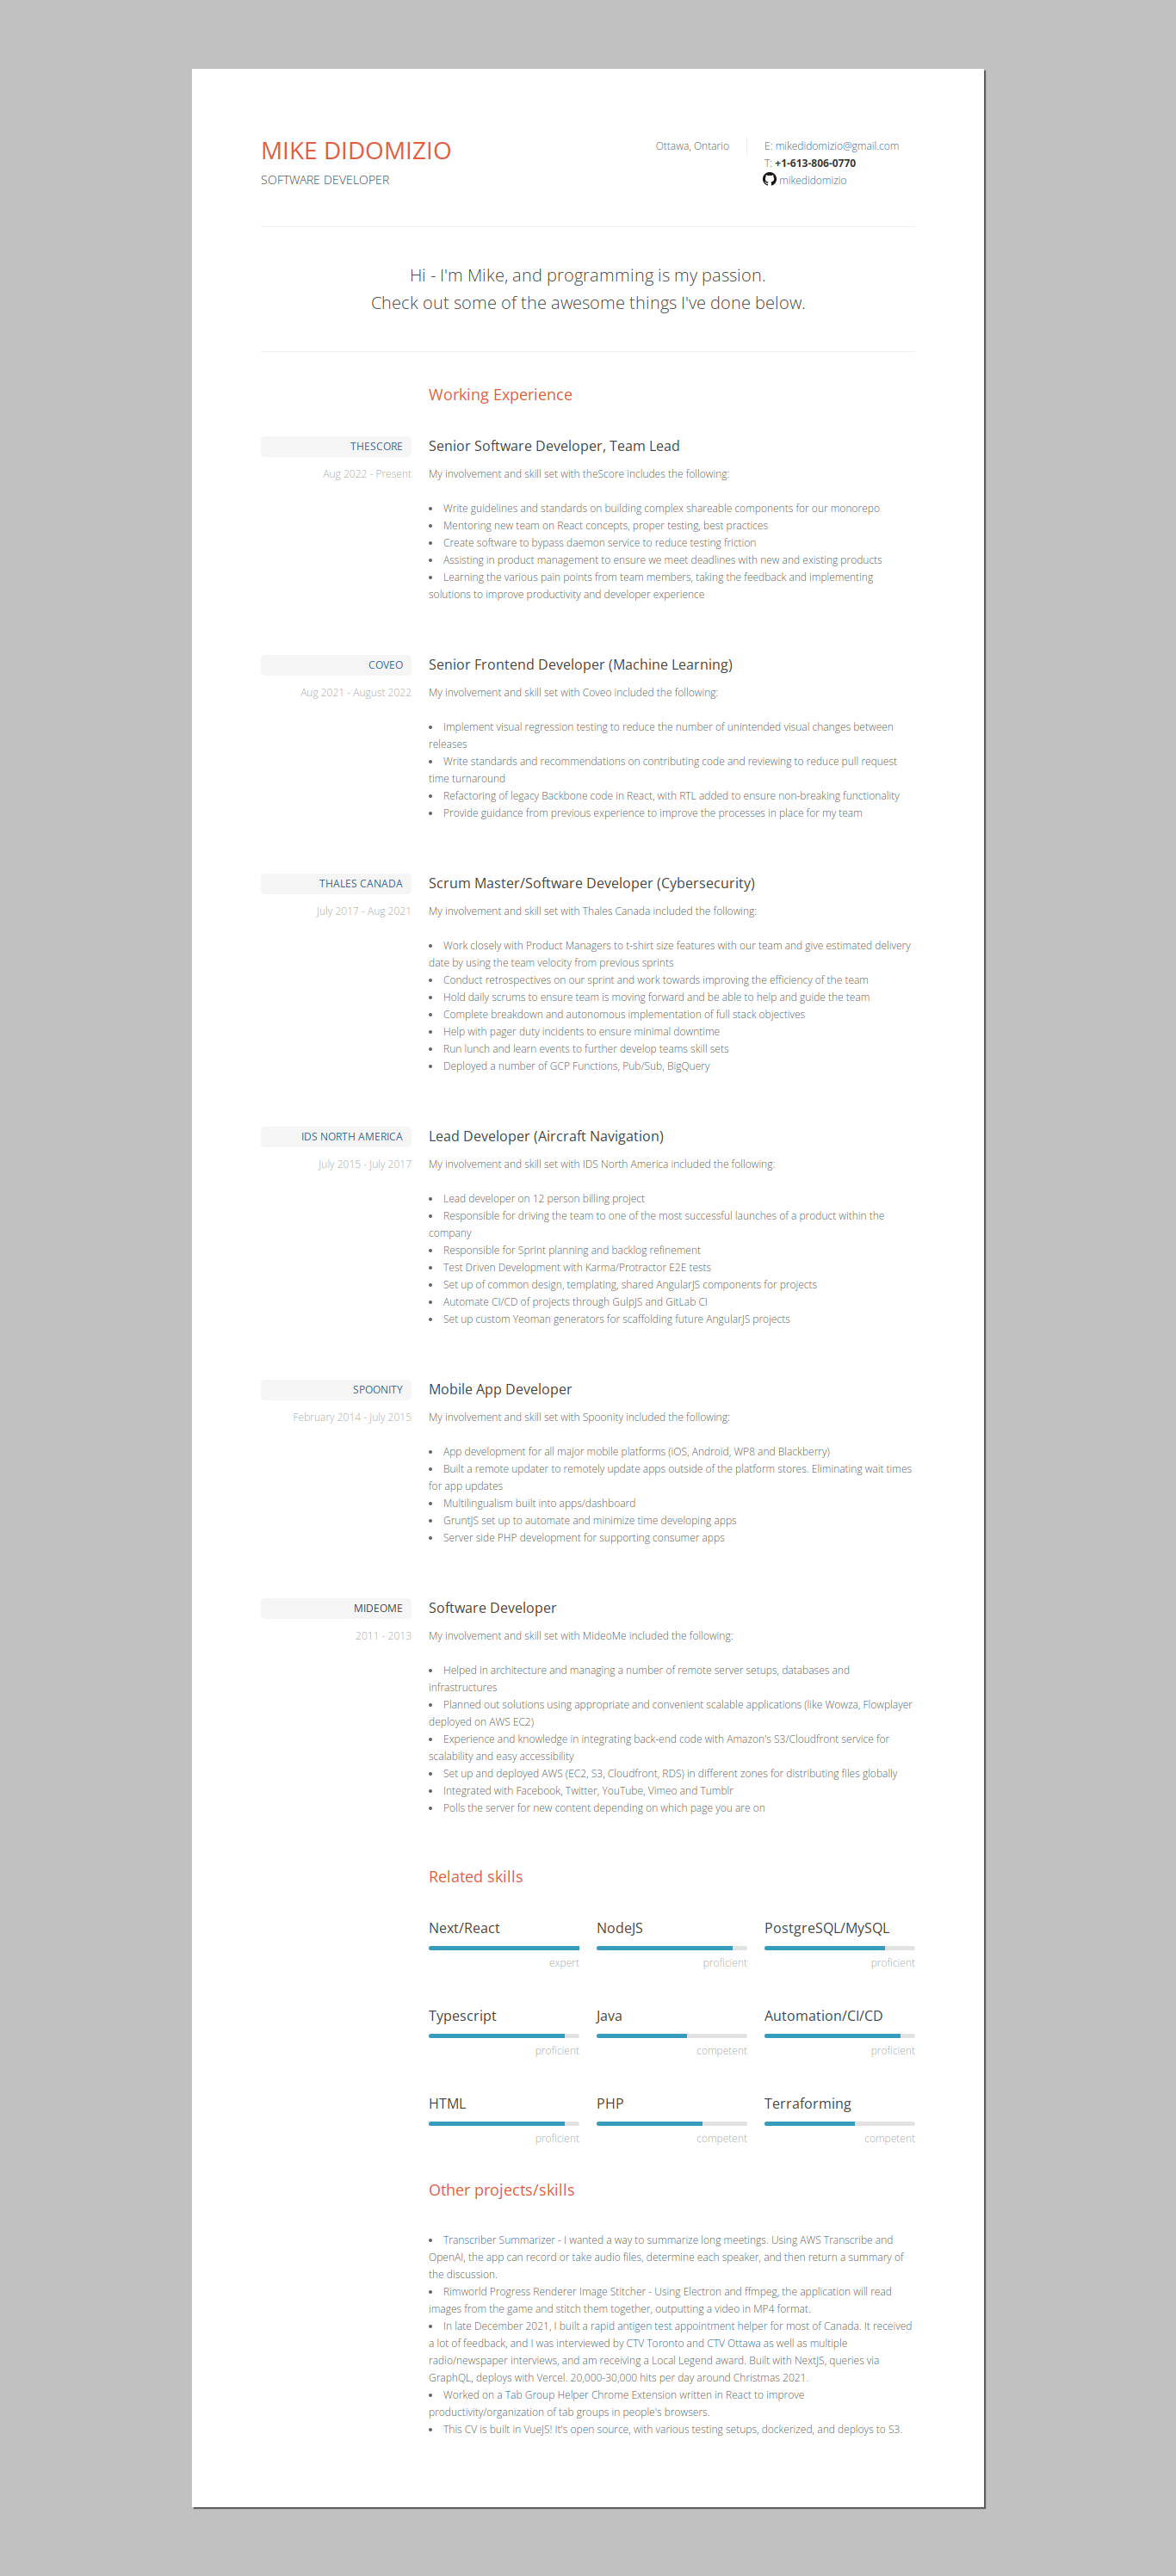 MIKE DIDOMIZIO
SOFTWARE DEVELOPER
Ottawa, Ontario
E: mikedidomizio@gmail.com
T: +1-613-806-0770
mikedidomizio
Hi - I'm Mike, and programming is my passion.
Check out some of the awesome things I've done below.
Working Experience
THESCORE
Aug 2022 - Present
Senior Software Developer, Team Lead
My involvement and skill set with theScore includes the following:
• Write guidelines and standards on building complex shareable components for our monorepo
• Mentoring new team on React concepts, proper testing, best practices
• Create software to bypass daemon service to reduce testing friction
• Assisting in product management to ensure we meet deadlines with new and existing products
• Learning the various pain points from team members, taking the feedback and implementing
solutions to improve productivity and developer experience
COVEO
Aug 2021 - August 2022
Senior Frontend Developer (Machine Learning)
My involvement and skill set with Coveo included the following:
• Implement visual regression testing to reduce the number of unintended visual changes between
releases
• Write standards and recommendations on contributing code and reviewing to reduce pull request
time turnaround
• Refactoring of legacy Backbone code in React, with RTL added to ensure non-breaking functionality
• Provide guidance from previous experience to improve the processes in place for my team
THALES CANADA
July 2017 - Aug 2021
Scrum Master/Software Developer (Cybersecurity)
My involvement and skill set with Thales Canada included the following:
• Work closely with Product Managers to t-shirt size features with our team and give estimated delivery
date by using the team velocity from previous sprints
• Conduct retrospectives on our sprint and work towards improving the efficiency of the team
• Hold daily scrums to ensure team is moving forward and be able to help and guide the team
• Complete breakdown and autonomous implementation of full stack objectives
• Help with pager duty incidents to ensure minimal downtime
• Run lunch and learn events to further develop teams skill sets
• Deployed a number of GCP Functions, Pub/Sub, BigQuery
IDS NORTH AMERICA
July 2015 - July 2017
Lead Developer (Aircraft Navigation)
My involvement and skill set with IDS North America included the following:
• Lead developer on 12 person billing project
• Responsible for driving the team to one of the most successful launches of a product within the
company
• Responsible for Sprint planning and backlog refinement
• Test Driven Development with Karma/Protractor E2E tests
• Set up of common design, templating, shared AngularJS components for projects
• Automate CI/CD of projects through GulpJS and GitLab CI
• Set up custom Yeoman generators for scaffolding future AngularJS projects
SPOONITY
February 2014 - July 2015
Mobile App Developer
My involvement and skill set with Spoonity included the following:
• App development for all major mobile platforms (iOS, Android, WP8 and Blackberry)
• Built a remote updater to remotely update apps outside of the platform stores. Eliminating wait times
for app updates
• Multilingualism built into apps/dashboard
• GruntJS set up to automate and minimize time developing apps
• Server side PHP development for supporting consumer apps
MIDEOME
2011 - 2013
Software Developer
My involvement and skill set with MideoMe included the following:
• Helped in architecture and managing a number of remote server setups, databases and
infrastructures
• Planned out solutions using appropriate and convenient scalable applications (like Wowza, Flowplayer
deployed on AWS EC2)
• Experience and knowledge in integrating back-end code with Amazon's S3/Cloudfront service for
scalability and easy accessibility
• Set up and deployed AWS (EC2, S3, Cloudfront, RDS) in different zones for distributing files globally
• Integrated with Facebook, Twitter, YouTube, Vimeo and Tumblr
• Polls the server for new content depending on which page you are on
Related skills
Next/React
expert
NodeJS
proficient
PostgreSQL/MySQL
proficient
Typescript
proficient
Java
competent
Automation/CI/CD
proficient
HTML
proficient
PHP
competent
Terraforming
competent
Other projects/skills
• Transcriber Summarizer - I wanted a way to summarize long meetings. Using AWS Transcribe and
OpenAI, the app can record or take audio files, determine each speaker, and then return a summary of
the discussion.
• Rimworld Progress Renderer Image Stitcher - Using Electron and ffmpeg, the application will read
images from the game and stitch them together, outputting a video in MP4 format.
• In late December 2021, I built a rapid antigen test appointment helper for most of Canada. It received
a lot of feedback, and I was interviewed by CTV Toronto and CTV Ottawa as well as multiple
radio/newspaper interviews, and am receiving a Local Legend award. Built with NextJS, queries via
GraphQL, deploys with Vercel. 20,000-30,000 hits per day around Christmas 2021.
• Worked on a Tab Group Helper Chrome Extension written in React to improve
productivity/organization of tab groups in people's browsers.
• This CV is built in VueJS! It's open source, with various testing setups, dockerized, and deploys to S3.